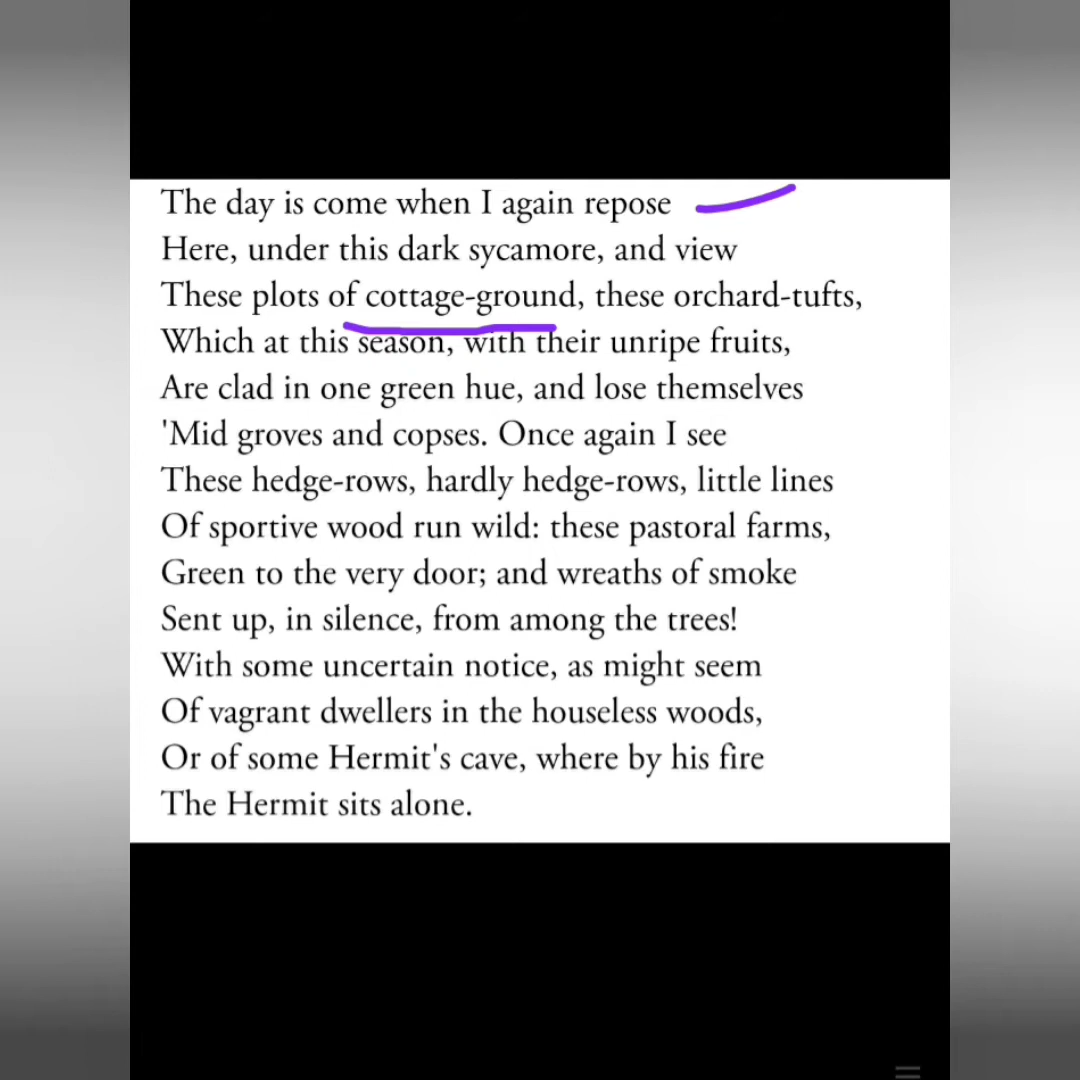 The day is come when I again repose
Here, under this dark sycamore, and view
These plots of cottage-ground, these orchard-tufts,
Which at this season, with their unripe fruits,
Are clad in one green hue, and lose themselves
'Mid groves and copses. Once again I see
These hedge-rows, hardly hedge-rows, little lines
Of sportive wood run wild: these pastoral farms,
Green to the very door; and wreaths of smoke
Sent up, in silence, from among the trees!
With some uncertain notice, as might seem
Of vagrant dwellers in the houseless woods,
Or of some Hermit's cave, where by his fire
The Hermit sits alone.